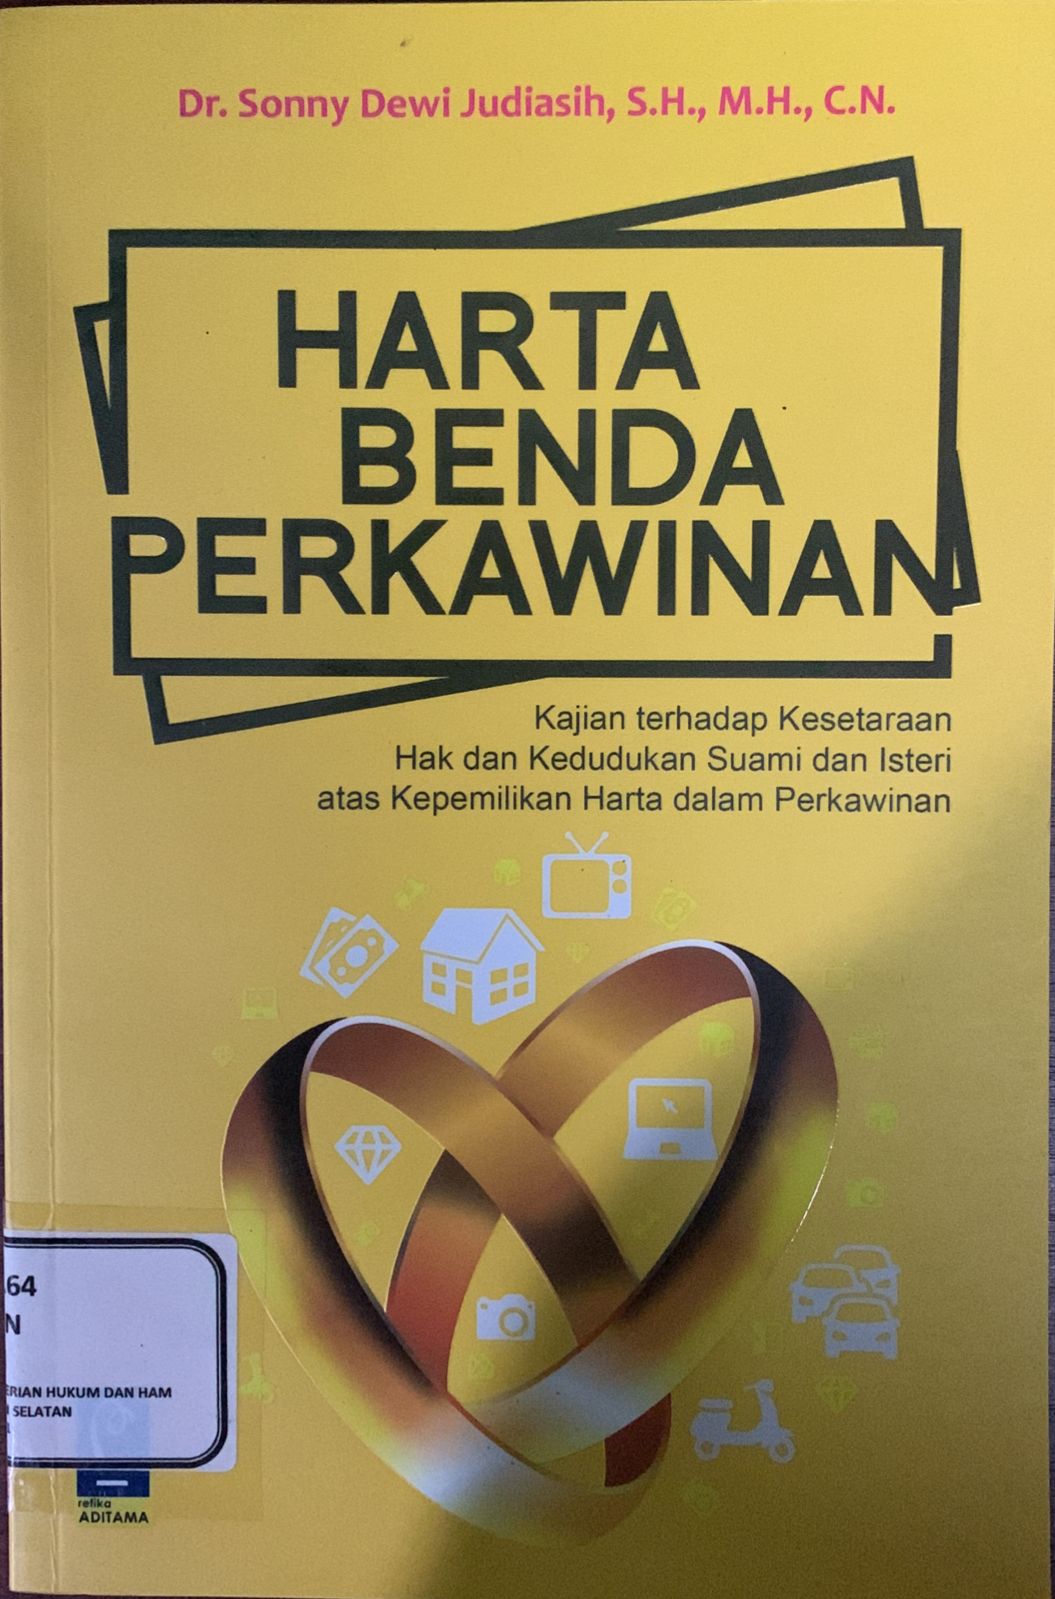 Dr. Sonny Dewi Judiasih, S.H., M.H., C.N.
HARTA
BENDA
PERKAWINAN
Kajian terhadap Kesetaraan
Hak dan Kedudukan Suami dan Isteri
atas Kepemilikan Harta dalam Perkawinan
.64
N
ERIAN HUKUM DAN HAM
SELATAN
refika
ADITAMA